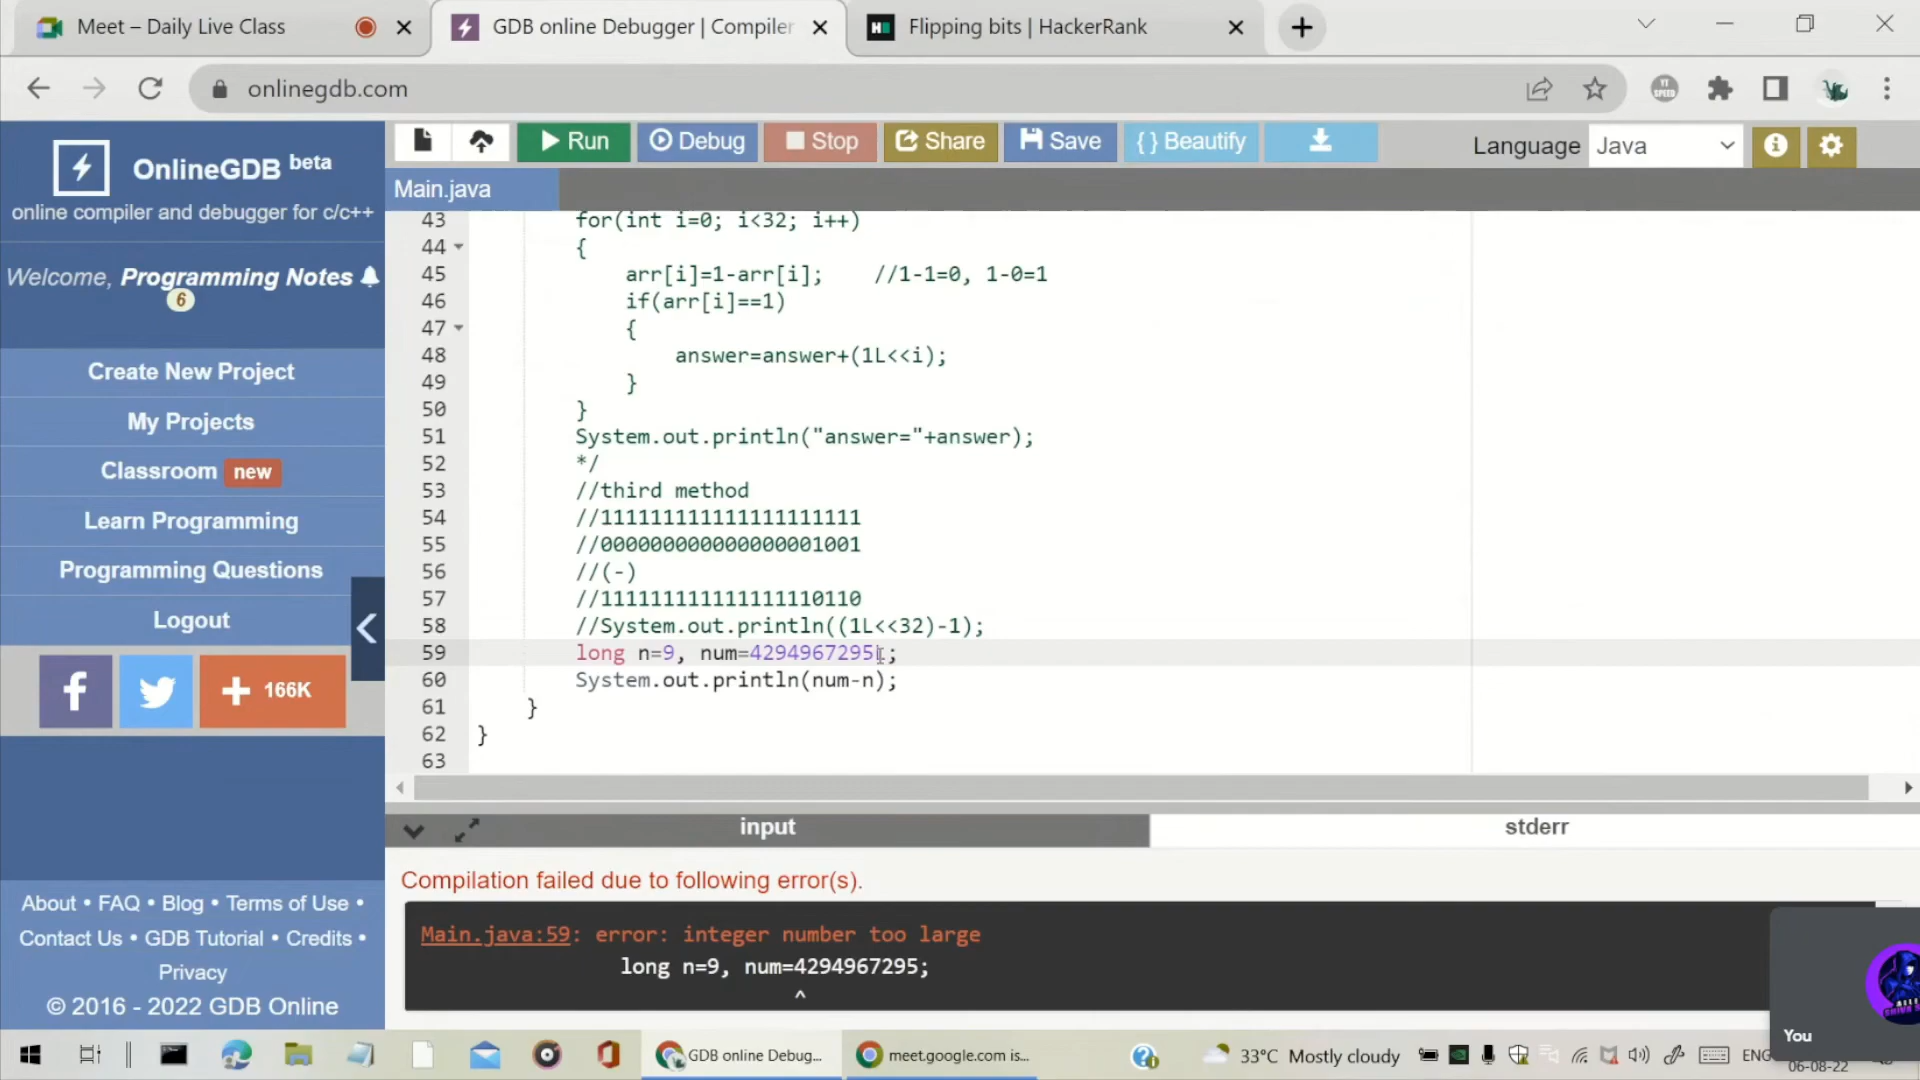 Meet – Daily Live Class
GDB online Debugger | Compiler
Flipping bits | HackerRank
onlinegdb.com
YT SPEED
OnlineGDB beta
online compiler and debugger for c/c++
Welcome, Programming Notes
6
Create New Project
My Projects
Classroom new
Learn Programming
Programming Questions
Logout
166K
About • FAQ • Blog • Terms of Use •
Contact Us • GDB Tutorial • Credits •
Privacy
© 2016 - 2022 GDB Online
Run
Debug
Stop
Share
Save
{ } Beautify
Language Java
Main.java
43 for(int i=0; i<32; i++)
44 {
45 arr[i]=1-arr[i]; //1-1=0, 1-0=1
46 if(arr[i]==1)
47 {
48 answer=answer+(1L<<i);
49 }
50 }
51 System.out.println("answer="+answer);
52 */
53 //third method
54 //111111111111111111111
55 //000000000000000001001
56 //(-)
57 //111111111111111110110
58 //System.out.println((1L<<32)-1);
59 long n=9, num=4294967295;
60 System.out.println(num-n);
61 }
62 }
63
input
stderr
Compilation failed due to following error(s).
Main.java:59: error: integer number too large
long n=9, num=4294967295;
^
You
GDB online Debug...
meet.google.com is...
33°C Mostly cloudy
ENG
06-08-22